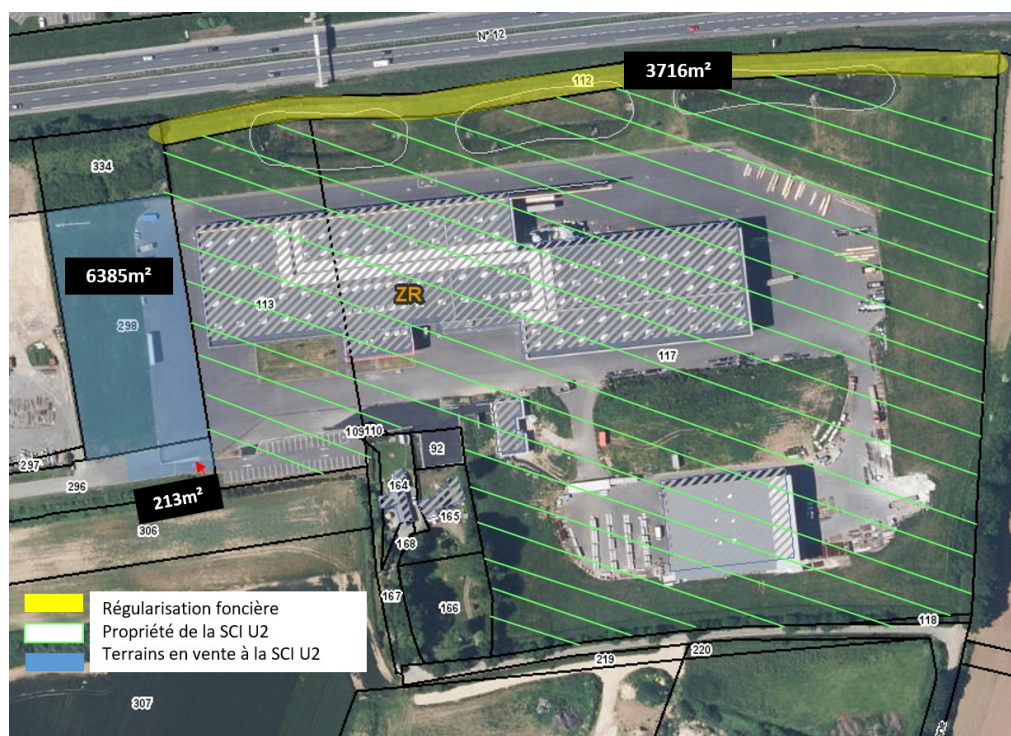 N° 12
3716m²
112
334
6385m²
113
ZR
298
117
109
110
92
297
296
164
213m²
165
306
168
167
166
Régularisation foncière
Propriété de la SCI U2
Terrains en vente à la SCI U2
118
219
220
307